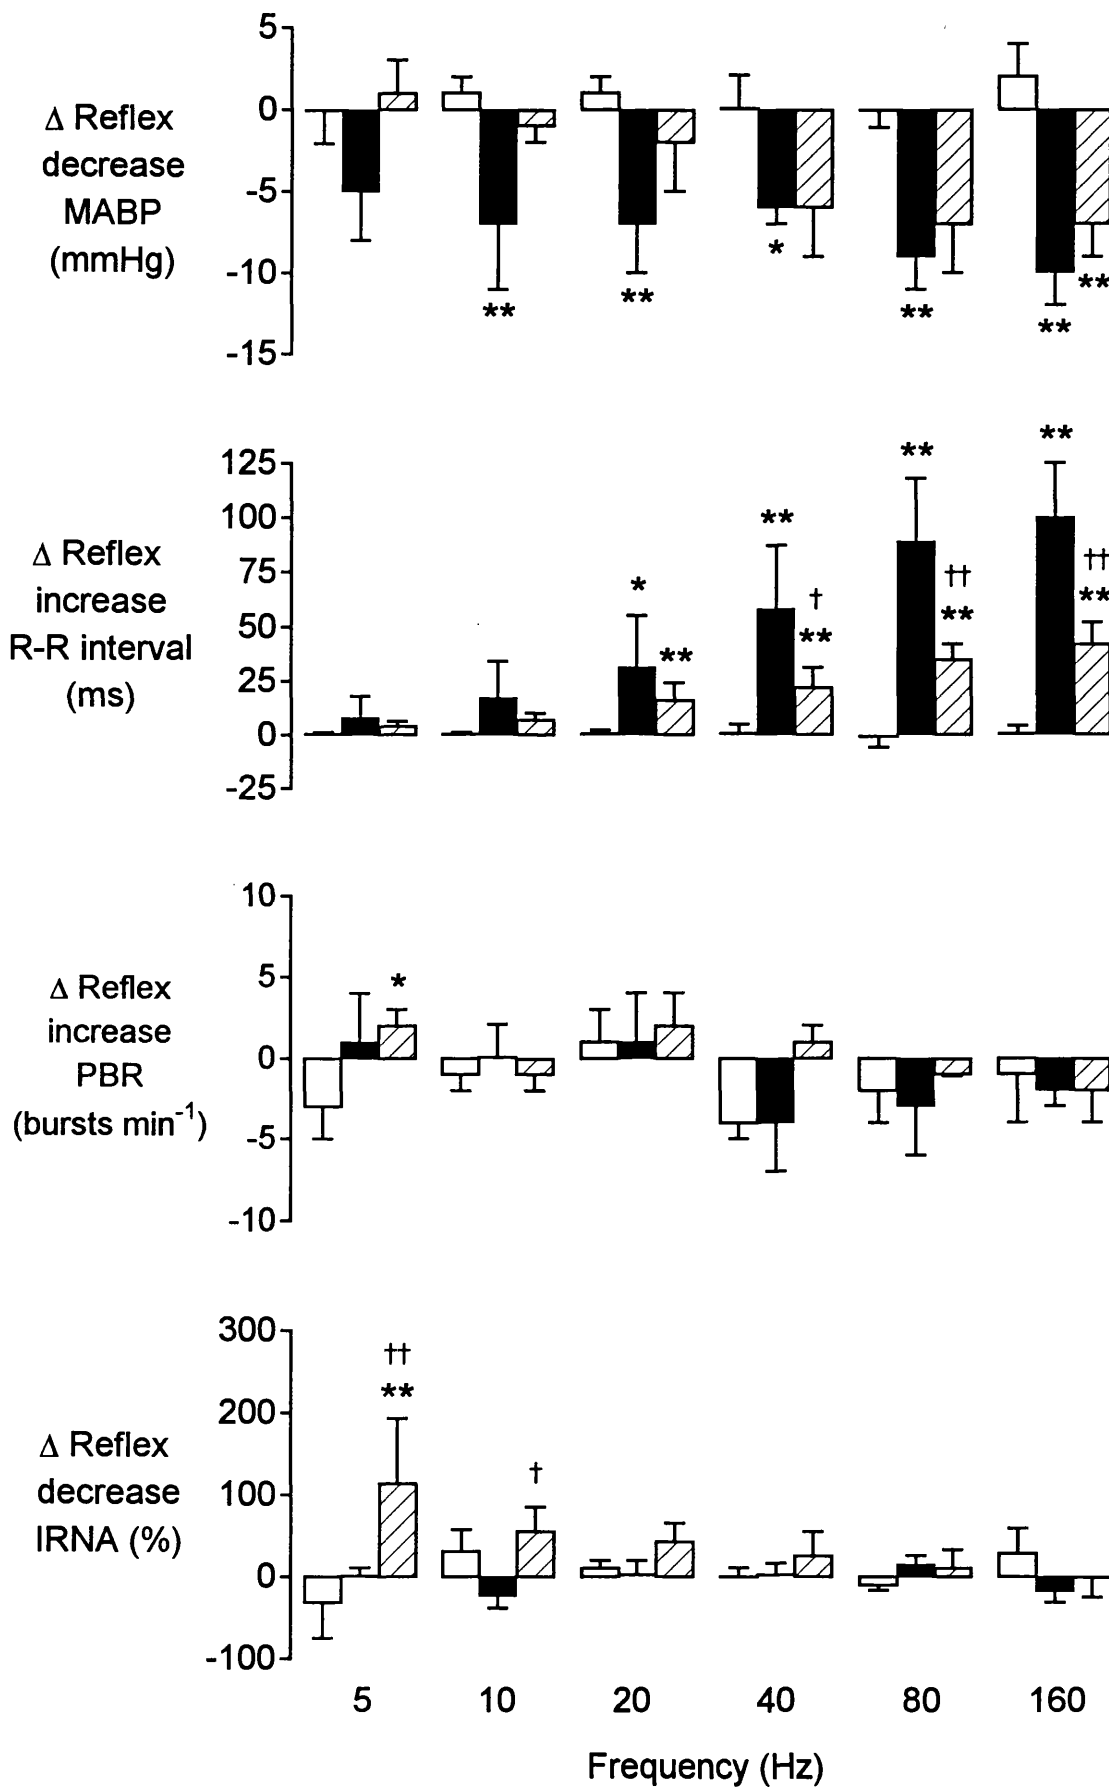 5
0
-5
-10
-15
Δ Reflex
decrease
MABP
(mmHg)
**
**
*
**
**
**
125
100
75
50
25
0
-25
Δ Reflex
increase
R-R interval
(ms)
*
**
**
†
**
**
††
**
**
††
**
10
5
0
-5
-10
Δ Reflex
increase
PBR
(bursts min⁻¹)
*
300
200
100
0
-100
Δ Reflex
decrease
IRNA (%)
††
**
†
5 10 20 40 80 160
Frequency (Hz)